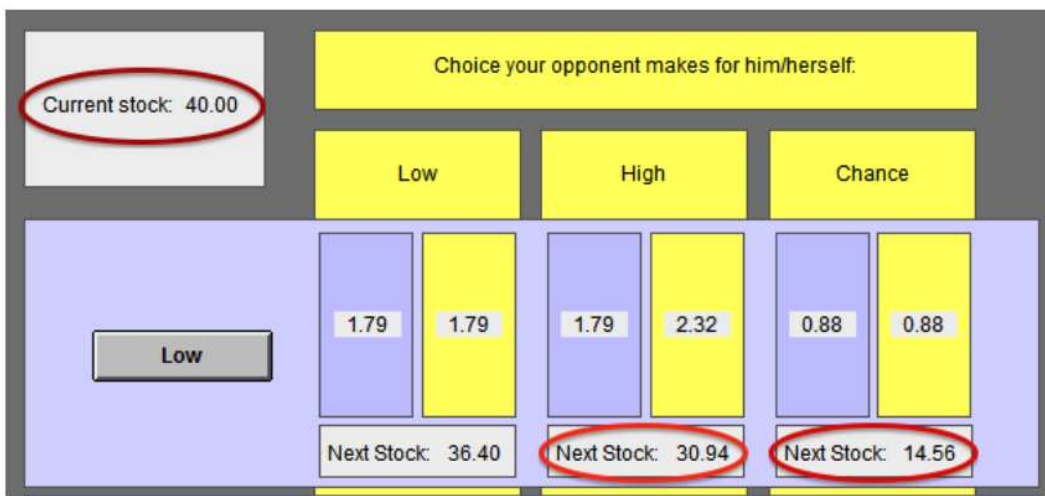 Choice your opponent makes for him/herself:
Current stock: 40.00
Low High Chance
1.79 1.79 1.79 2.32 0.88 0.88
Low
Next Stock: 36.40 Next Stock: 30.94 Next Stock: 14.56